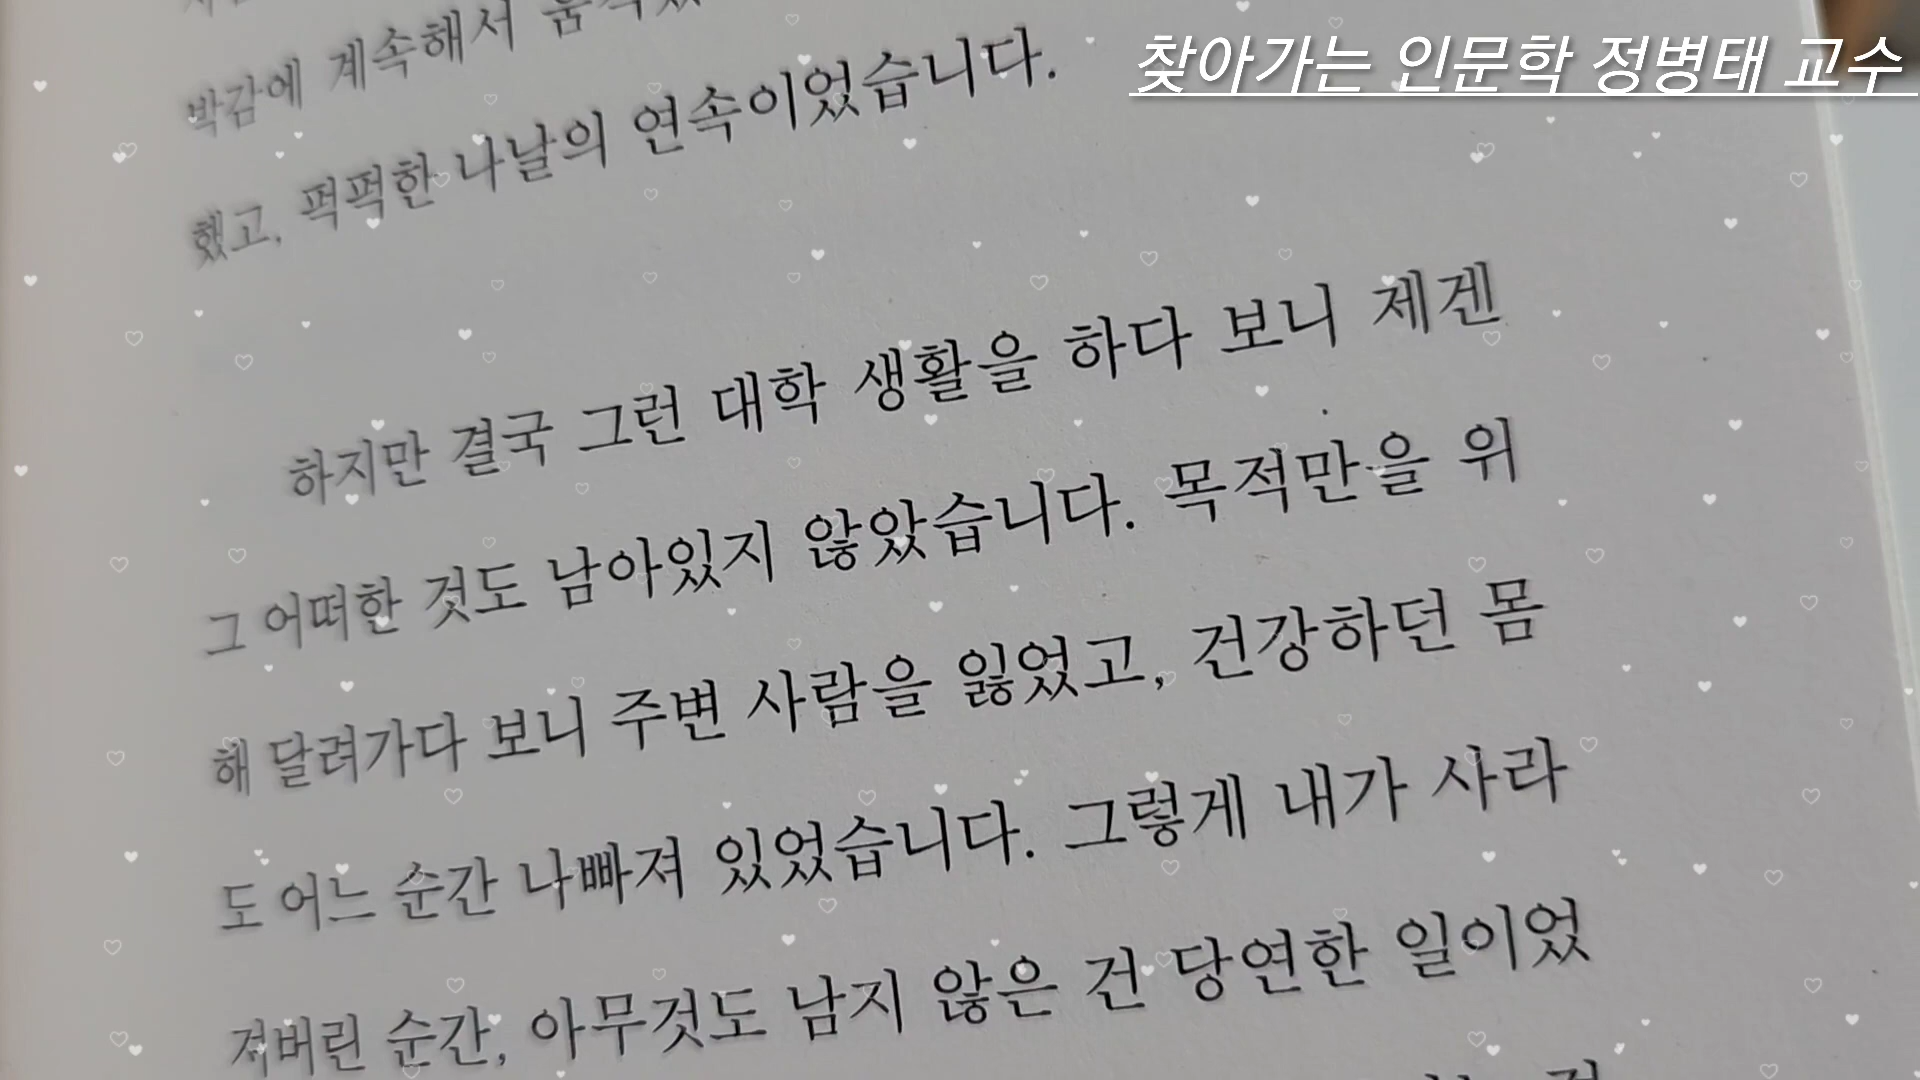 찾아가는 인문학 정병태 교수
박감에 계속해서
했고, 퍽퍽한 나날의 연속이었습니다.
하지만 결국 그런 대학 생활을 하다 보니 제겐
그 어떠한 것도 남아있지 않았습니다. 목적만을 위
해 달려가다 보니 주변 사람을 잃었고, 건강하던 몸
도 어느 순간 나빠져 있었습니다. 그렇게 내가 사라
져버린 순간, 아무것도 남지 않은 건 당연한 일이었